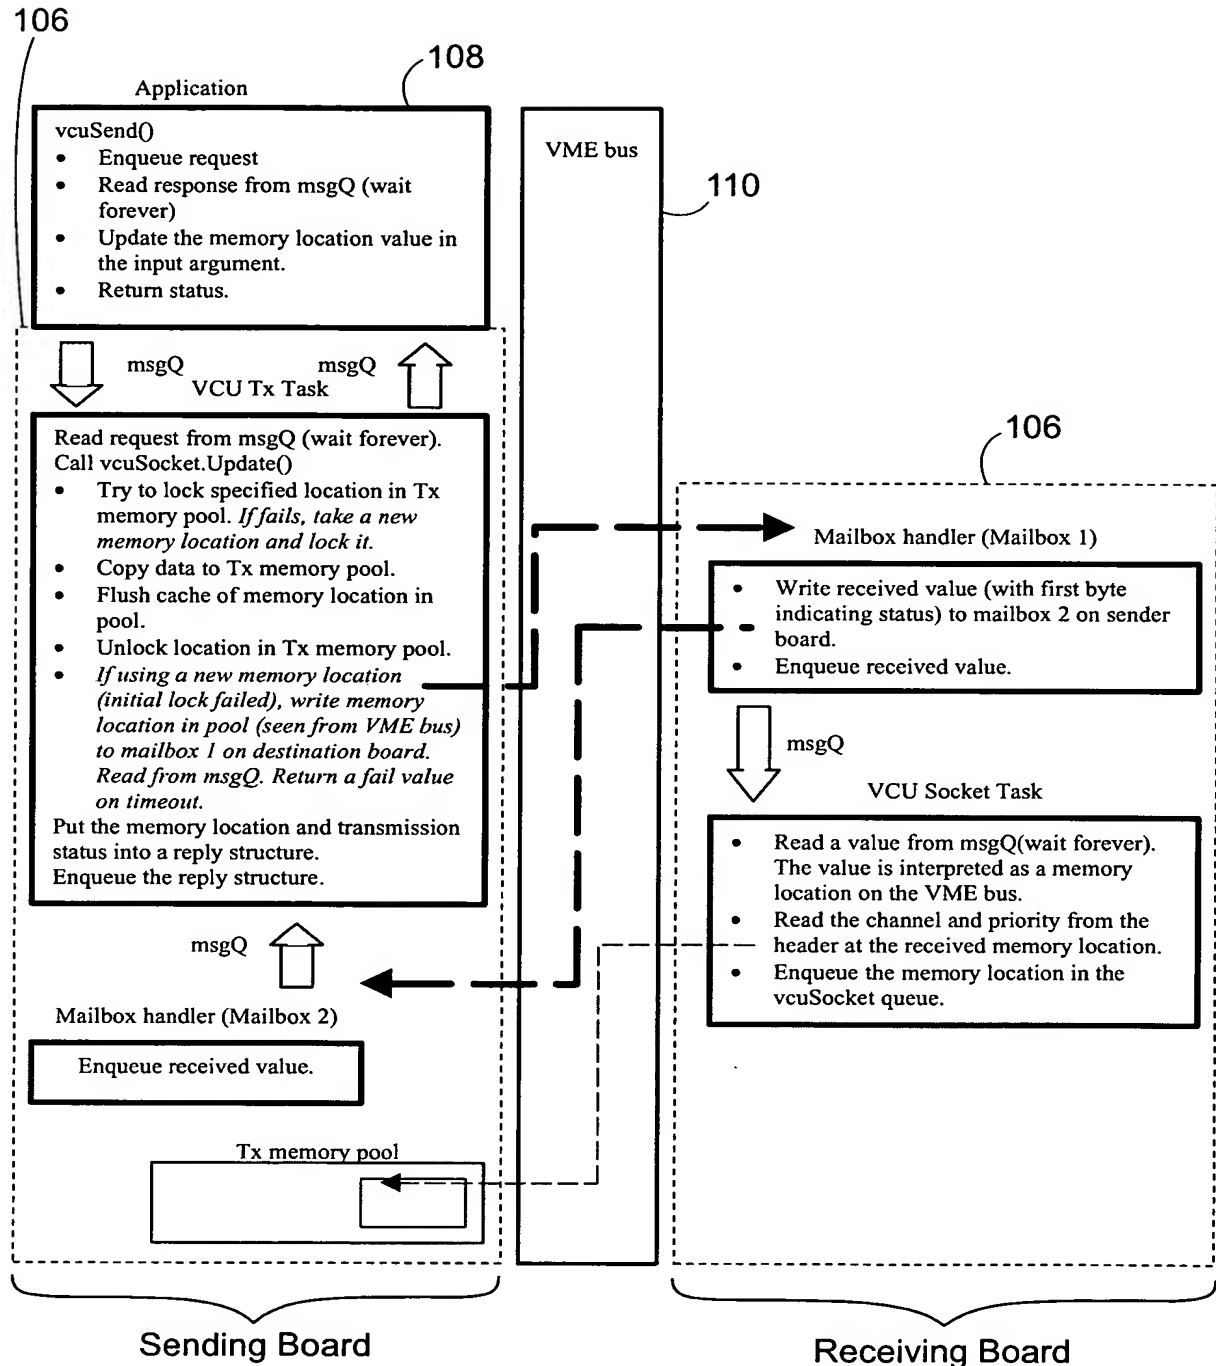 106
108
Application
vcuSend()
• Enqueue request
• Read response from msgQ (wait
forever)
• Update the memory location value in
the input argument.
• Return status.
VME bus
110
msgQ
msgQ
VCU Tx Task
Read request from msgQ (wait forever).
Call vcuSocket.Update()
• Try to lock specified location in Tx
memory pool. If fails, take a new
memory location and lock it.
• Copy data to Tx memory pool.
• Flush cache of memory location in
pool.
• Unlock location in Tx memory pool.
• If using a new memory location
(initial lock failed), write memory
location in pool (seen from VME bus)
to mailbox 1 on destination board.
Read from msgQ. Return a fail value
on timeout.
Put the memory location and transmission
status into a reply structure.
Enqueue the reply structure.
msgQ
Mailbox handler (Mailbox 2)
Enqueue received value.
Tx memory pool
Sending Board
106
Mailbox handler (Mailbox 1)
• Write received value (with first byte
indicating status) to mailbox 2 on sender
board.
• Enqueue received value.
msgQ
VCU Socket Task
• Read a value from msgQ(wait forever).
The value is interpreted as a memory
location on the VME bus.
• Read the channel and priority from the
header at the received memory location.
• Enqueue the memory location in the
vcuSocket queue.
Receiving Board